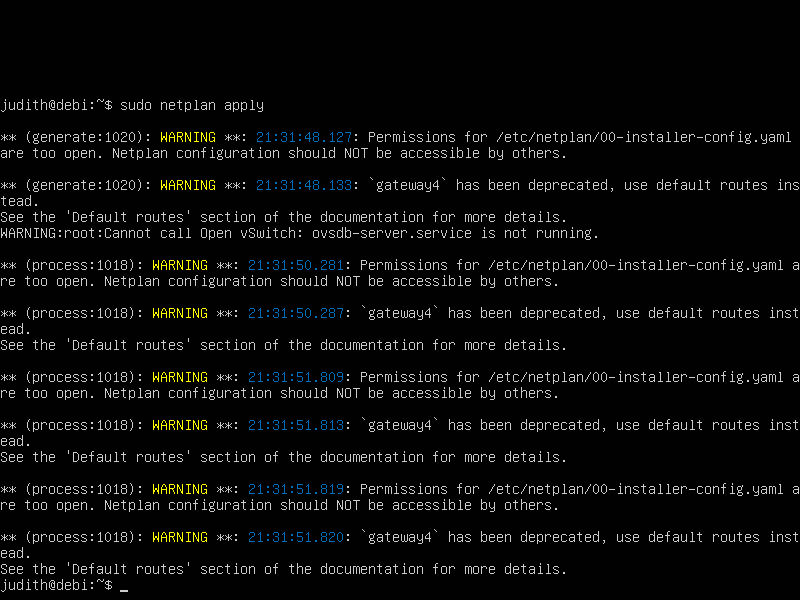 judith@debi:~$ sudo netplan apply
** (generate:1020): WARNING **: 21:31:48.127: Permissions for /etc/netplan/00-installer-config.yaml
are too open. Netplan configuration should NOT be accessible by others.
** (generate:1020): WARNING **: 21:31:48.133: `gateway4` has been deprecated, use default routes ins
tead.
See the 'Default routes' section of the documentation for more details.
WARNING:root:Cannot call Open vSwitch: ovsdb-server.service is not running.
** (process:1018): WARNING **: 21:31:50.281: Permissions for /etc/netplan/00-installer-config.yaml a
re too open. Netplan configuration should NOT be accessible by others.
** (process:1018): WARNING **: 21:31:50.287: `gateway4` has been deprecated, use default routes inst
ead.
See the 'Default routes' section of the documentation for more details.
** (process:1018): WARNING **: 21:31:51.809: Permissions for /etc/netplan/00-installer-config.yaml a
re too open. Netplan configuration should NOT be accessible by others.
** (process:1018): WARNING **: 21:31:51.813: `gateway4` has been deprecated, use default routes inst
ead.
See the 'Default routes' section of the documentation for more details.
** (process:1018): WARNING **: 21:31:51.819: Permissions for /etc/netplan/00-installer-config.yaml a
re too open. Netplan configuration should NOT be accessible by others.
** (process:1018): WARNING **: 21:31:51.820: `gateway4` has been deprecated, use default routes inst
ead.
See the 'Default routes' section of the documentation for more details.
judith@debi:~$ _